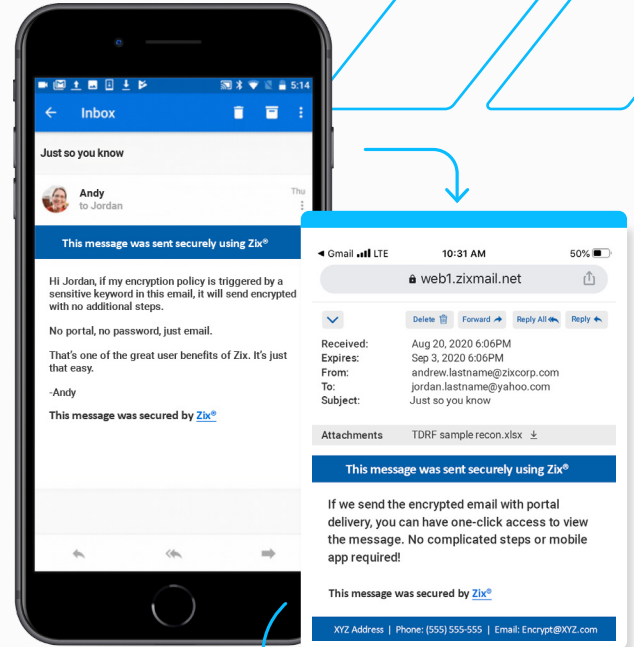 5:14
Inbox
Just so you know
Andy
Thu
to Jordan
This message was sent securely using Zix®
Hi Jordan, if my encryption policy is triggered by a
sensitive keyword in this email, it will send encrypted
with no additional steps.
No portal, no password, just email.
That's one of the great user benefits of Zix. It's just
that easy.
-Andy
This message was secured by Zix®
Gmail LTE 10:31 AM 50%
web1.zixmail.net
Delete Forward Reply All Reply
Received: Aug 20, 2020 6:06PM
Expires: Sep 3, 2020 6:06PM
From: andrew.lastname@zixcorp.com
To: jordan.lastname@yahoo.com
Subject: Just so you know
Attachments TDRF sample recon.xlsx
This message was sent securely using Zix®
If we send the encrypted email with portal
delivery, you can have one-click access to view
the message. No complicated steps or mobile
app required!
This message was secured by Zix®
XYZ Address | Phone: (555) 555-555 | Email: Encrypt@XYZ.com